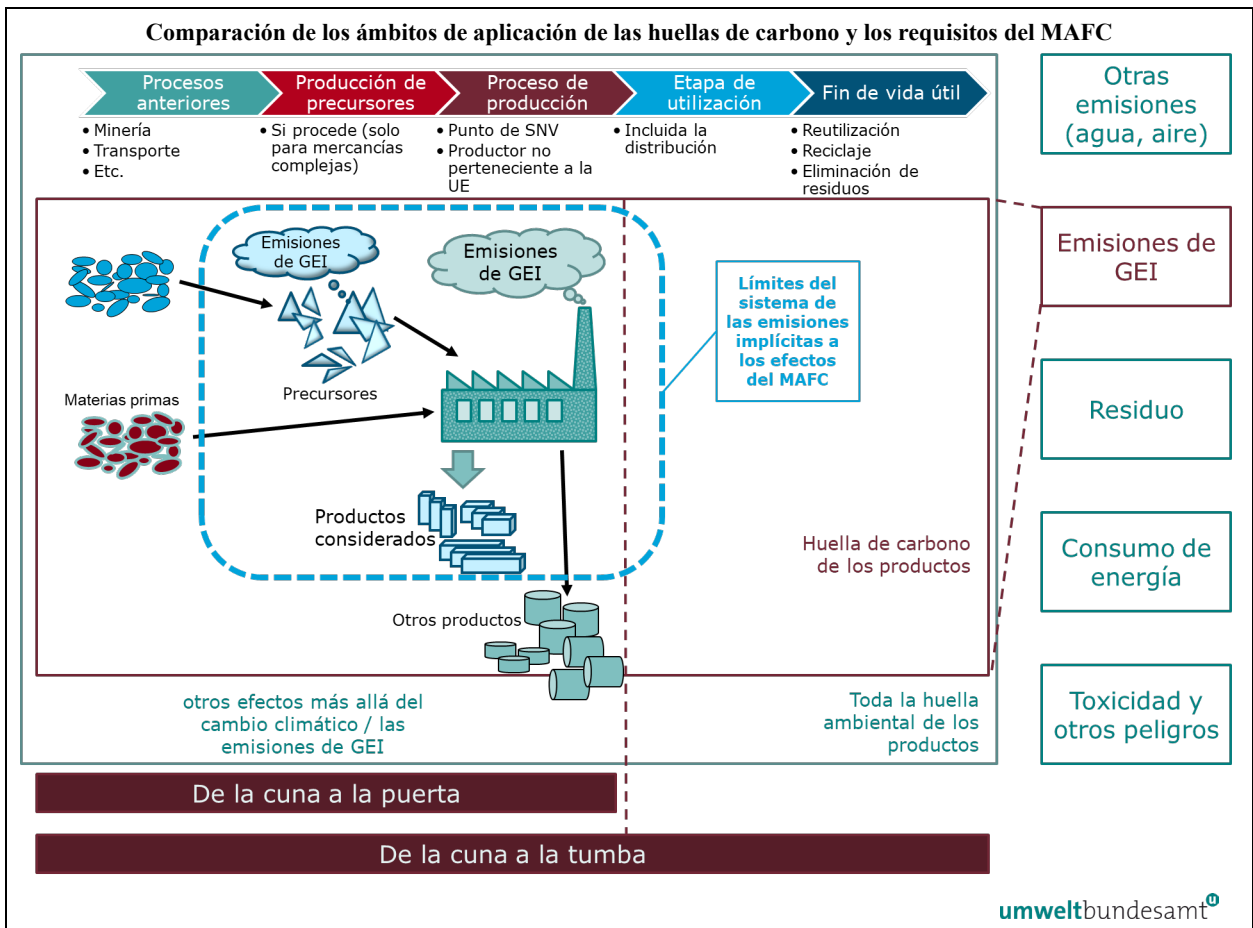 Comparación de los ámbitos de aplicación de las huellas de carbono y los requisitos del MAFC
Procesos
anteriores
Producción de
precursores
Proceso de
producción
Etapa de
utilización
Fin de vida útil
• Minería
• Transporte
• Etc.
• Si procede (solo
para mercancías
complejas)
• Punto de SNV
• Productor no
perteneciente a la
UE
• Incluida la
distribución
• Reutilización
• Reciclaje
• Eliminación de
residuos
Emisiones
de GEI
Emisiones
de GEI
Límites del
sistema de
las emisiones
implícitas a
los efectos
del MAFC
Precursores
Materias primas
Productos
considerados
Otros productos
Huella de carbono
de los productos
otros efectos más allá del
cambio climático / las
emisiones de GEI
Toda la huella
ambiental de los
productos
Otras
emisiones
(agua, aire)
Emisiones de
GEI
Residuo
Consumo de
energía
Toxicidad y
otros peligros
De la cuna a la puerta
De la cuna a la tumba
umweltbundesamt u